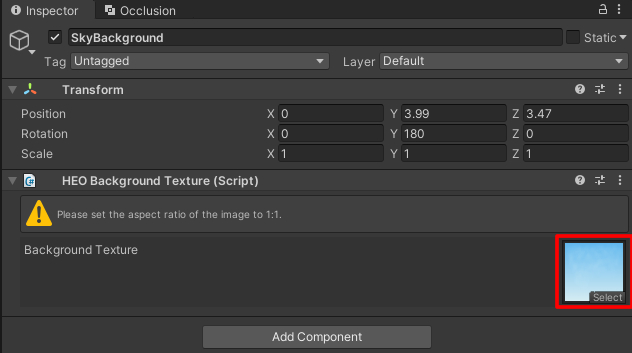 Inspector Occlusion
SkyBackground Static
Tag Untagged Layer Default
Transform
Position X 0 Y 3.99 Z 3.47
Rotation X 0 Y 180 Z 0
Scale X 1 Y 1 Z 1
HEO Background Texture (Script)
Please set the aspect ratio of the image to 1:1.
Background Texture
Select
Add Component